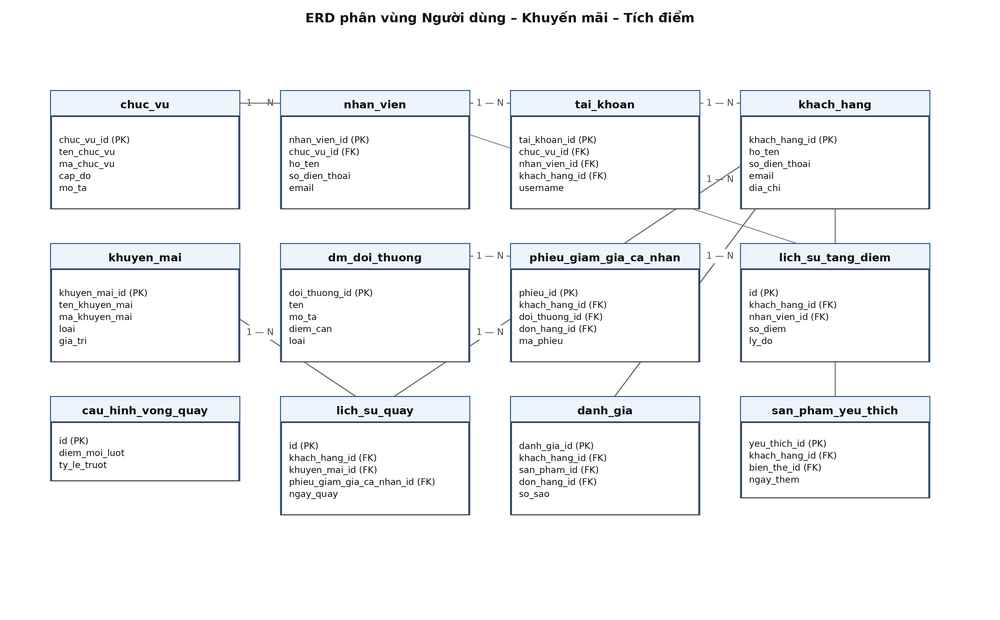 ERD phân vùng Người dùng – Khuyến mãi – Tích điểm
chuc_vu
chuc_vu_id (PK)
ten_chuc_vu
ma_chuc_vu
cap_do
mo_ta
1 — N
nhan_vien
nhan_vien_id (PK)
chuc_vu_id (FK)
ho_ten
so_dien_thoai
email
1 — N
tai_khoan
tai_khoan_id (PK)
chuc_vu_id (FK)
nhan_vien_id (FK)
khach_hang_id (FK)
username
1 — N
1 — N
khach_hang
khach_hang_id (PK)
ho_ten
so_dien_thoai
email
dia_chi
khuyen_mai
khuyen_mai_id (PK)
ten_khuyen_mai
ma_khuyen_mai
loai
gia_tri
1 — N
dm_doi_thuong
doi_thuong_id (PK)
ten
mo_ta
diem_can
loai
1 — N
1 — N
phieu_giam_gia_ca_nhan
phieu_id (PK)
khach_hang_id (FK)
doi_thuong_id (FK)
don_hang_id (FK)
ma_phieu
1 — N
lich_su_tang_diem
id (PK)
khach_hang_id (FK)
nhan_vien_id (FK)
so_diem
ly_do
cau_hinh_vong_quay
id (PK)
diem_moi_luot
ty_le_truot
lich_su_quay
id (PK)
khach_hang_id (FK)
khuyen_mai_id (FK)
phieu_giam_gia_ca_nhan_id (FK)
ngay_quay
danh_gia
danh_gia_id (PK)
khach_hang_id (FK)
san_pham_id (FK)
don_hang_id (FK)
so_sao
san_pham_yeu_thich
yeu_thich_id (PK)
khach_hang_id (FK)
bien_the_id (FK)
ngay_them